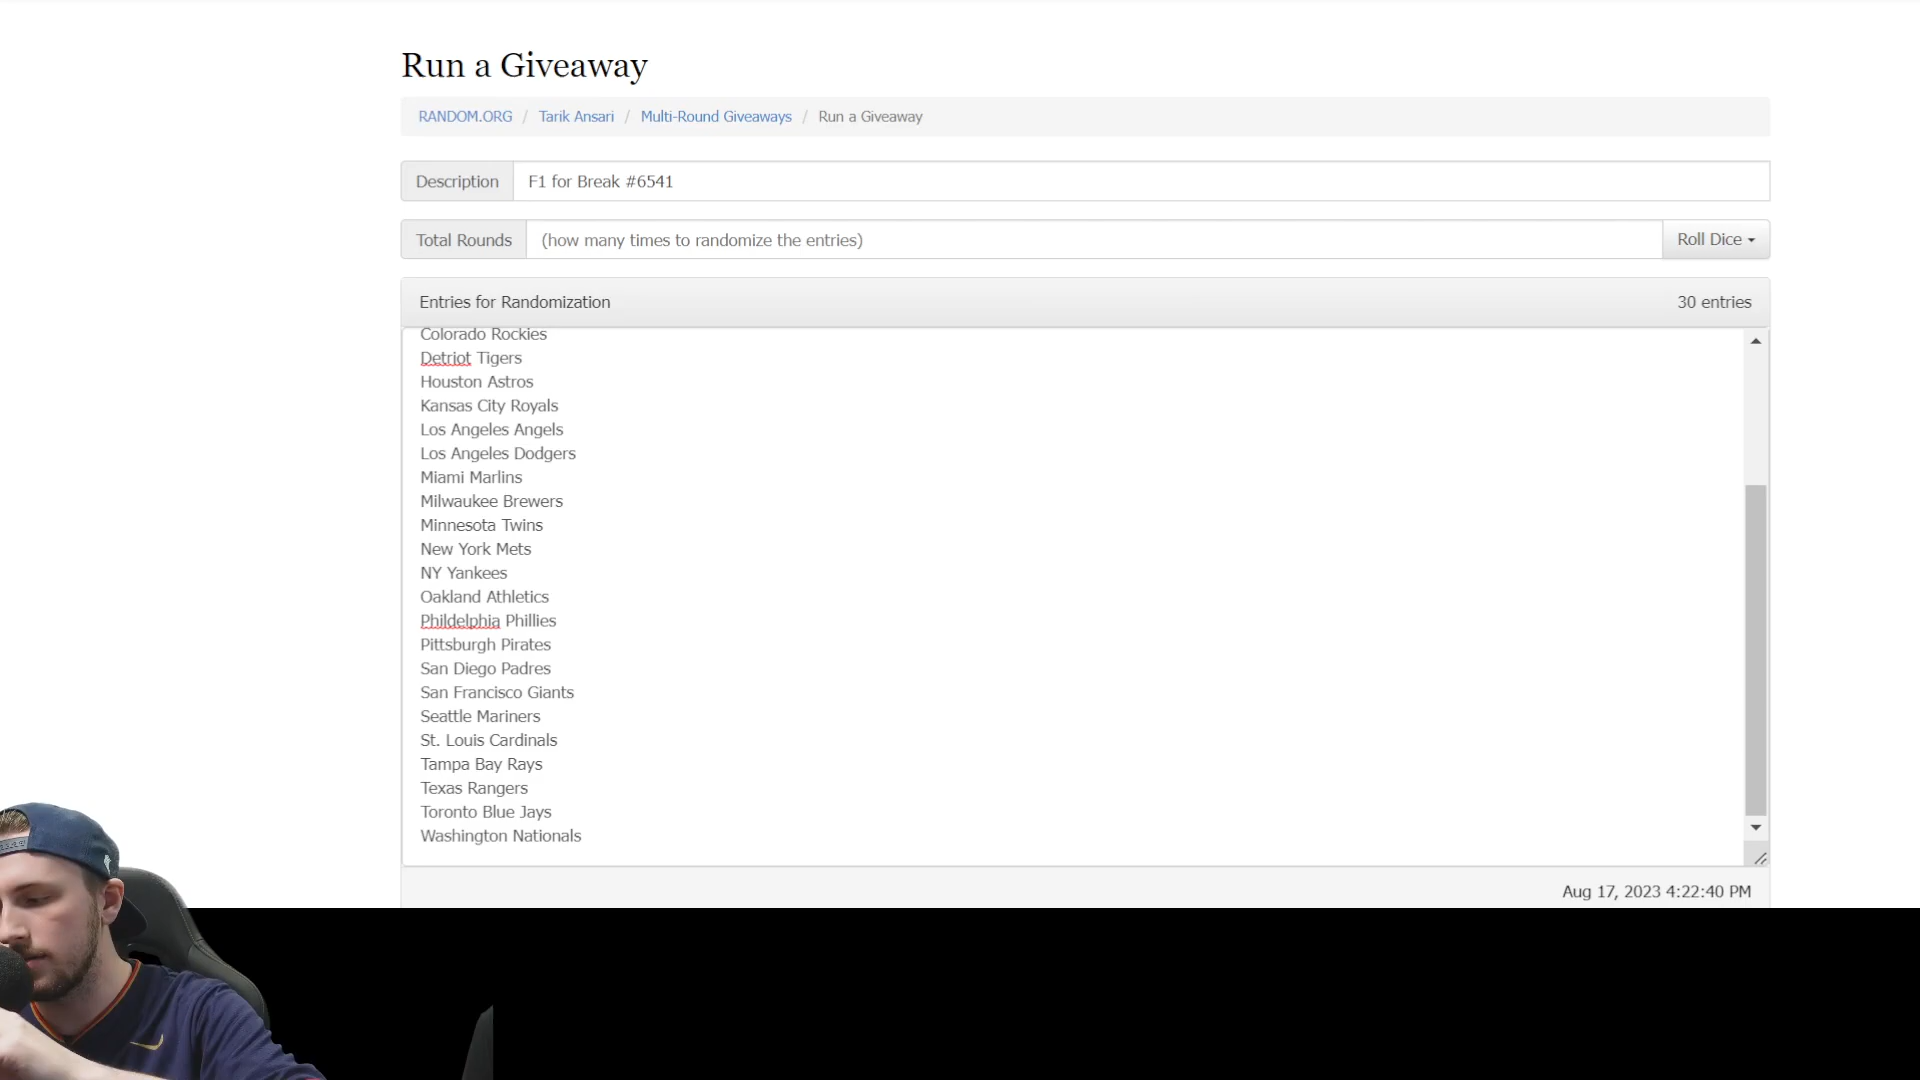 Run a Giveaway
RANDOM.ORG / Tarik Ansari / Multi-Round Giveaways / Run a Giveaway
Description F1 for Break #6541
Total Rounds (how many times to randomize the entries) Roll Dice
Entries for Randomization 30 entries
Colorado Rockies
Detriot Tigers
Houston Astros
Kansas City Royals
Los Angeles Angels
Los Angeles Dodgers
Miami Marlins
Milwaukee Brewers
Minnesota Twins
New York Mets
NY Yankees
Oakland Athletics
Phildelphia Phillies
Pittsburgh Pirates
San Diego Padres
San Francisco Giants
Seattle Mariners
St. Louis Cardinals
Tampa Bay Rays
Texas Rangers
Toronto Blue Jays
Washington Nationals
Aug 17, 2023 4:22:40 PM